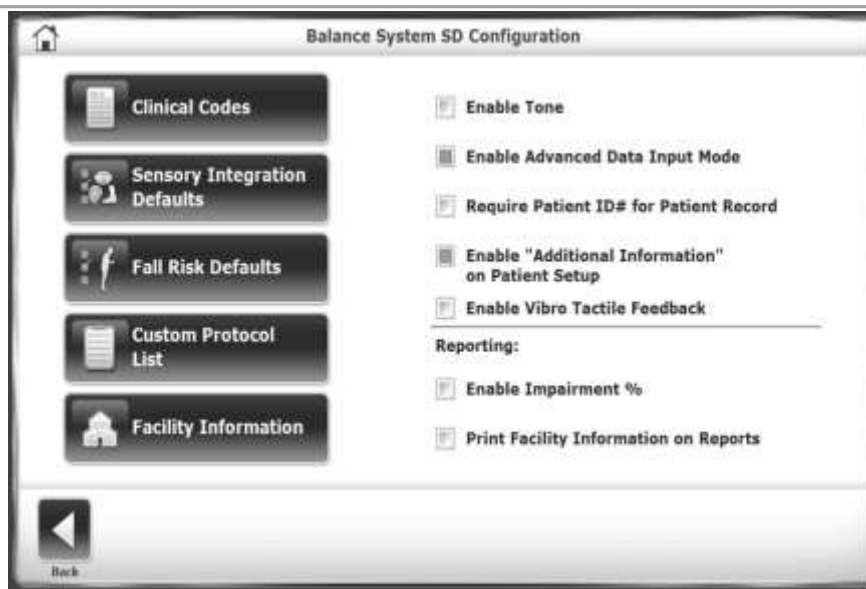 Balance System SD Configuration
Clinical Codes
Sensory Integration
Defaults
Fall Risk Defaults
Custom Protocol
List
Facility Information
Enable Tone
Enable Advanced Data Input Mode
Require Patient ID# for Patient Record
Enable "Additional Information"
on Patient Setup
Enable Vibro Tactile Feedback
Reporting:
Enable Impairment %
Print Facility Information on Reports
Back